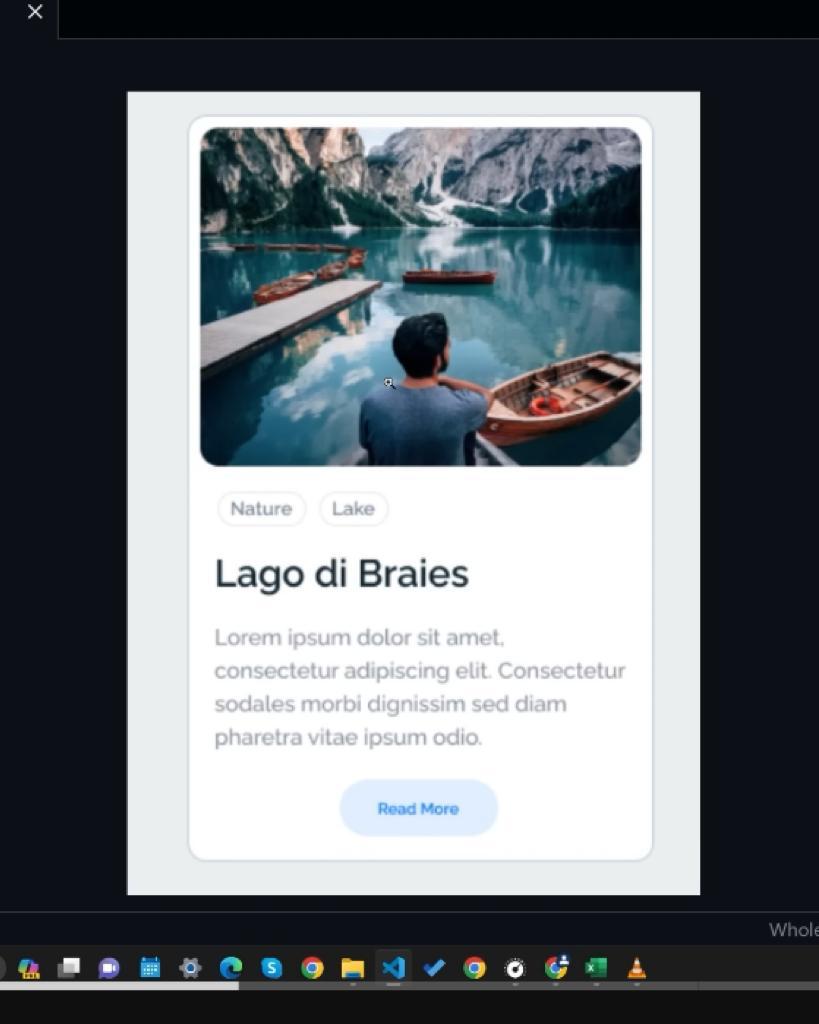 Nature Lake
Lago di Braies
Lorem ipsum dolor sit amet,
consectetur adipiscing elit. Consectetur
sodales morbi dignissim sed diam
pharetra vitae ipsum odio.
Read More
Whole